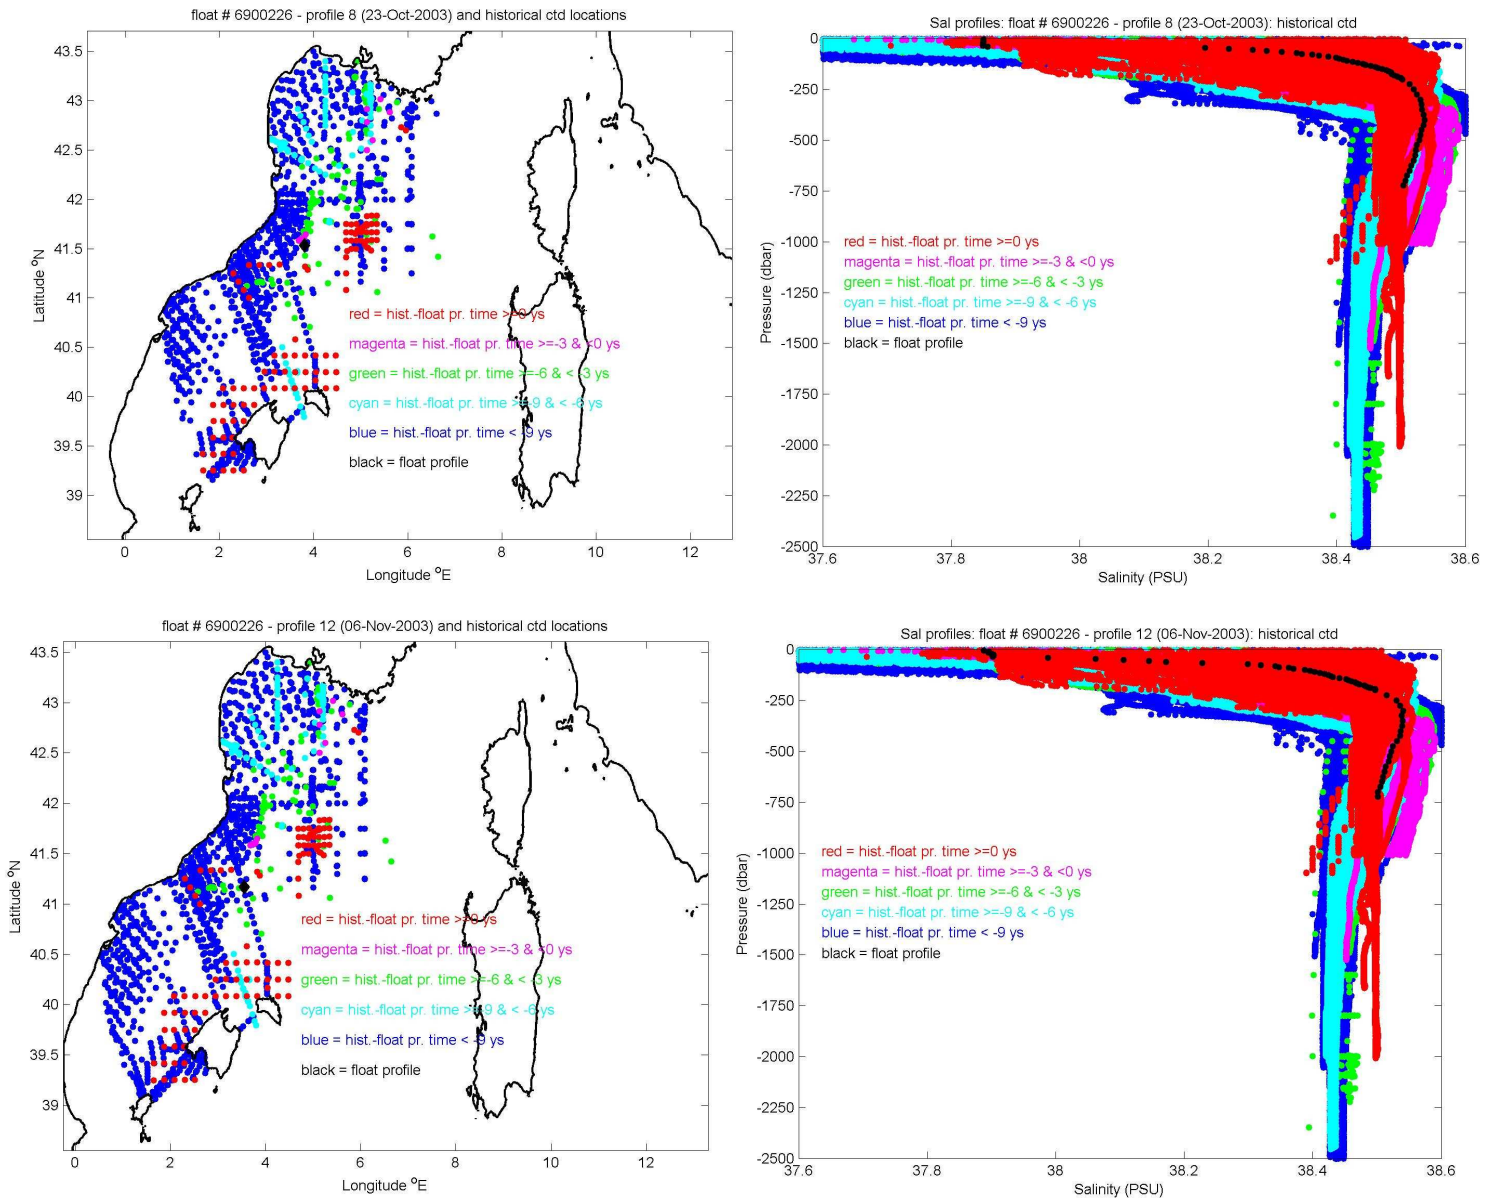 float # 6900226 - profile 8 (23-Oct-2003) and historical ctd locations
43.5
43
42.5
42
41.5
41
40.5
40
39.5
39
Latitude °N
red = hist.-float pr. time >=0 ys
magenta = hist.-float pr. time >=-3 & <0 ys
green = hist.-float pr. time >=-6 & < -3 ys
cyan = hist.-float pr. time >=-9 & < -6 ys
blue = hist.-float pr. time < -9 ys
black = float profile
0 2 4 6 8 10 12
Longitude °E
Sal profiles: float # 6900226 - profile 8 (23-Oct-2003): historical ctd
0
-250
-500
-750
-1000
-1250
-1500
-1750
-2000
-2250
-2500
Pressure (dbar)
red = hist.-float pr. time >=0 ys
magenta = hist.-float pr. time >=-3 & <0 ys
green = hist.-float pr. time >=-6 & < -3 ys
cyan = hist.-float pr. time >=-9 & < -6 ys
blue = hist.-float pr. time < -9 ys
black = float profile
37.6 37.8 38 38.2 38.4 38.6
Salinity (PSU)
float # 6900226 - profile 12 (06-Nov-2003) and historical ctd locations
43.5
43
42.5
42
41.5
41
40.5
40
39.5
39
Latitude °N
red = hist.-float pr. time >=0 ys
magenta = hist.-float pr. time >=-3 & <0 ys
green = hist.-float pr. time >=-6 & < -3 ys
cyan = hist.-float pr. time >=-9 & < -6 ys
blue = hist.-float pr. time < -9 ys
black = float profile
0 2 4 6 8 10 12
Longitude °E
Sal profiles: float # 6900226 - profile 12 (06-Nov-2003): historical ctd
0
-250
-500
-750
-1000
-1250
-1500
-1750
-2000
-2250
-2500
Pressure (dbar)
red = hist.-float pr. time >=0 ys
magenta = hist.-float pr. time >=-3 & <0 ys
green = hist.-float pr. time >=-6 & < -3 ys
cyan = hist.-float pr. time >=-9 & < -6 ys
blue = hist.-float pr. time < -9 ys
black = float profile
37.6 37.8 38 38.2 38.4 38.6
Salinity (PSU)